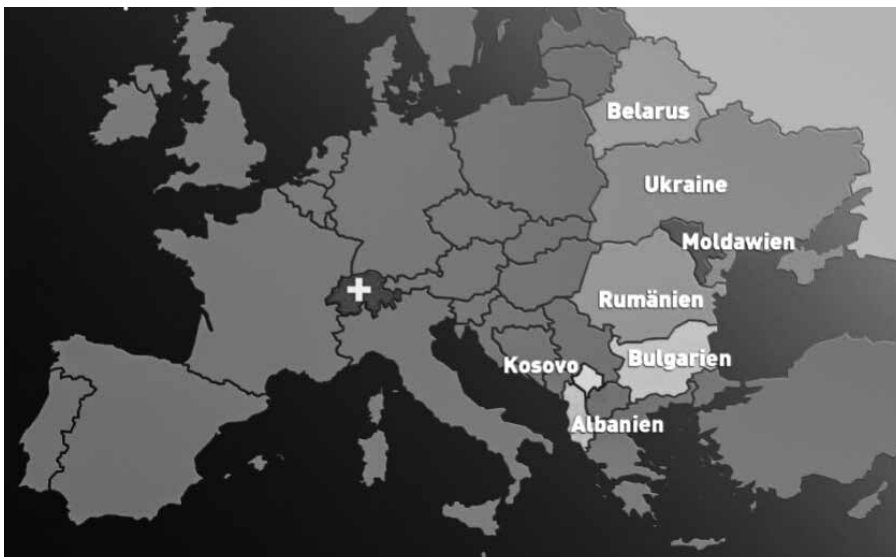 Belarus
Ukraine
Moldawien
Rumänien
Kosovo
Bulgarien
Albanien